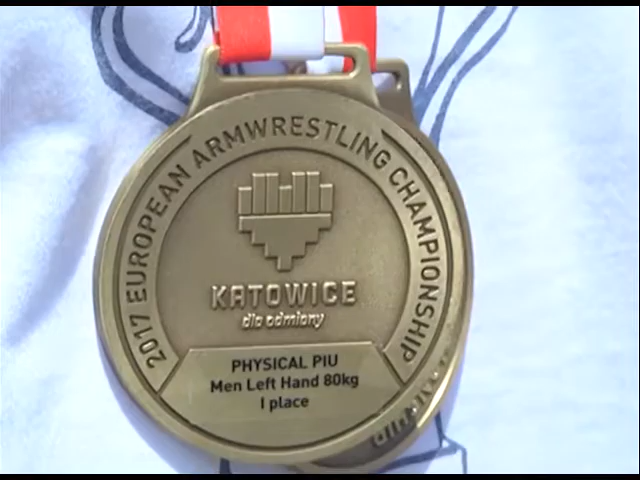 2017 EUROPEAN ARMWRESTLING CHAMPIONSHIP
KATOWICE
dla odmiany
PHYSICAL PIU
Men Left Hand 80kg
I place